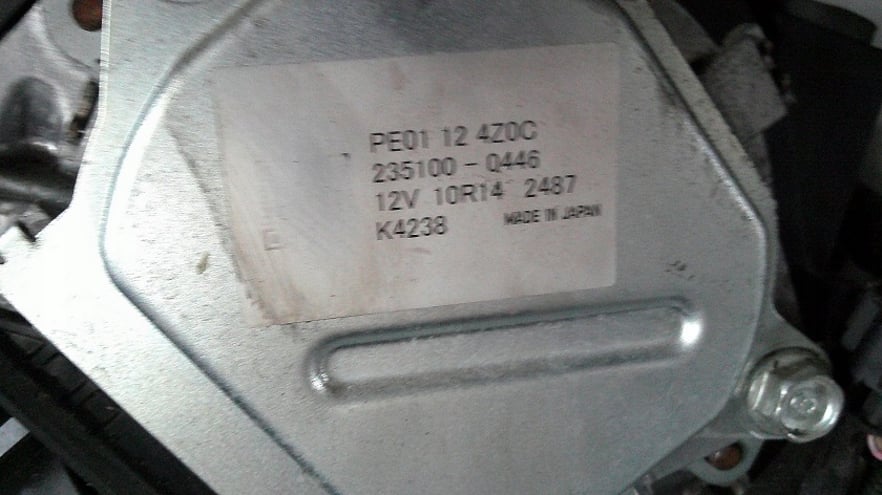 PE01 12 4Z0C
235100-0446
12V 10R14 2487
K4238 MADE IN JAPAN